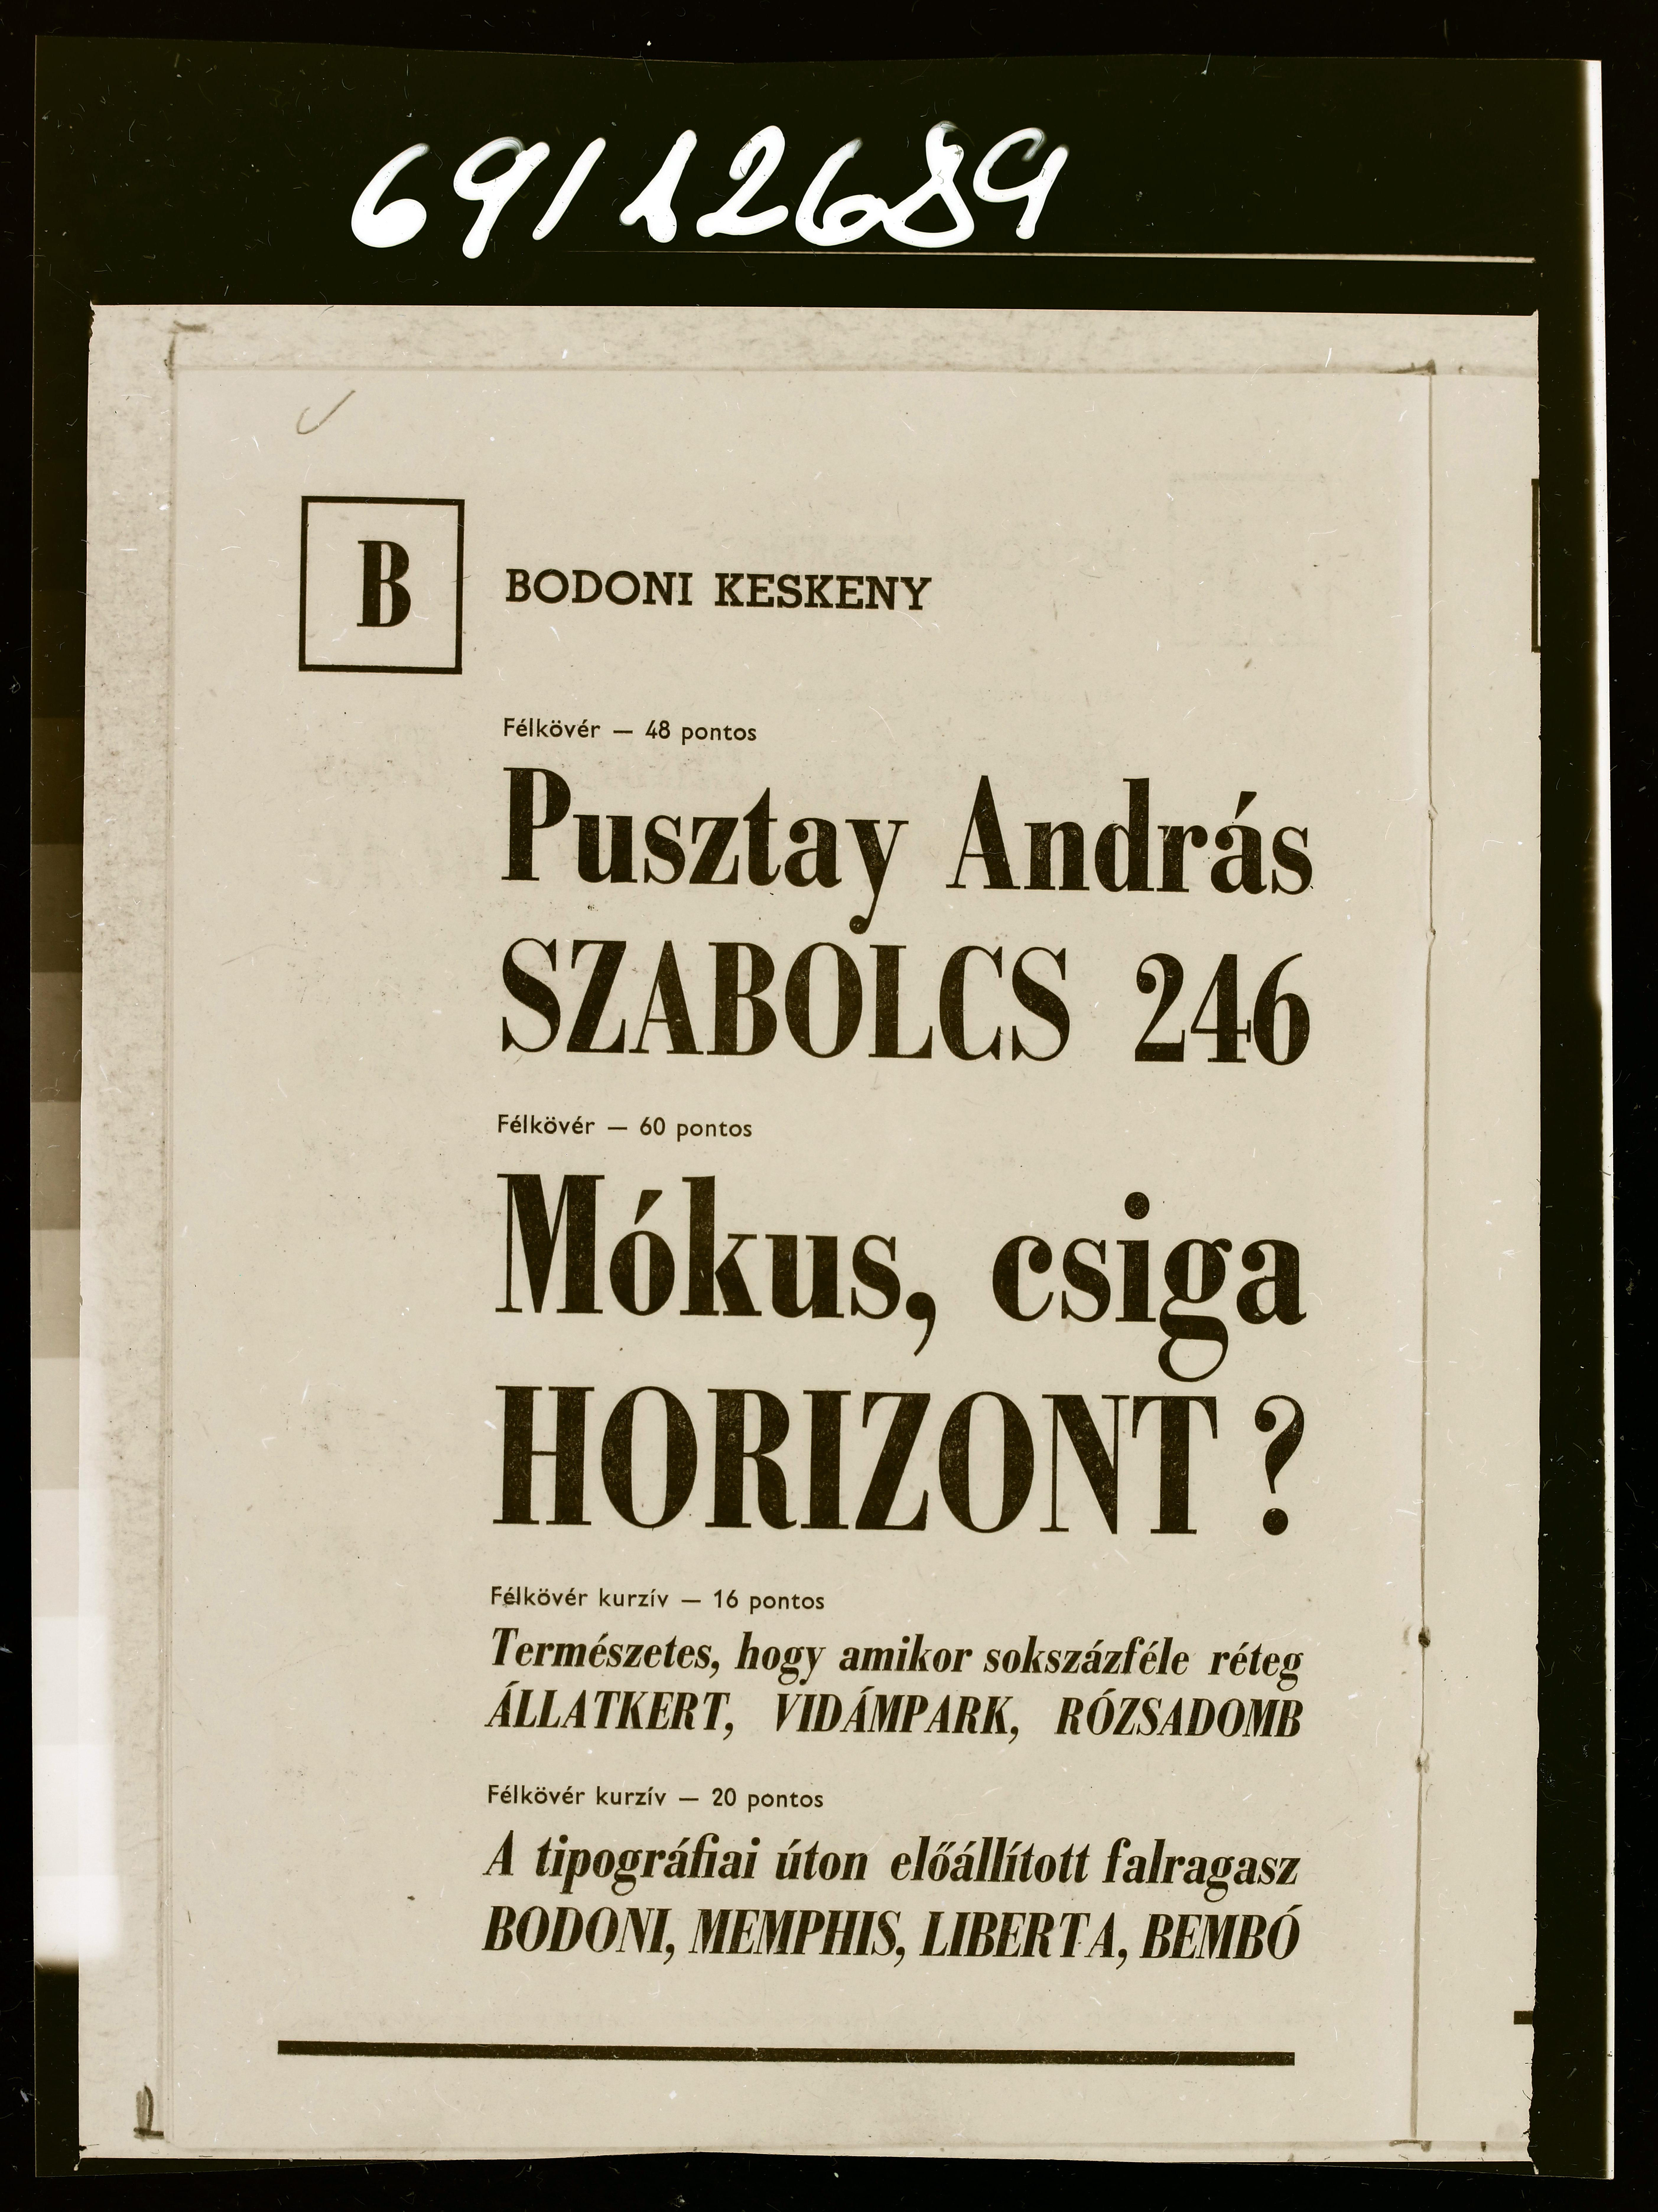 69/12689
B
BODONI KESKENY
Félkövér — 48 pontos
Pusztay András
SZABOLCS 246
Félkövér — 60 pontos
Mókus, csiga
HORIZONT ?
Félkövér kurzív — 16 pontos
Természetes, hogy amikor sokszázféle réteg
ÁLLATKERT, VIDÁMPARK, RÓZSADOMB
Félkövér kurzív — 20 pontos
A tipográfiai úton előállított falragasz
BODONI, MEMPHIS, LIBERTA, BEMBÓ